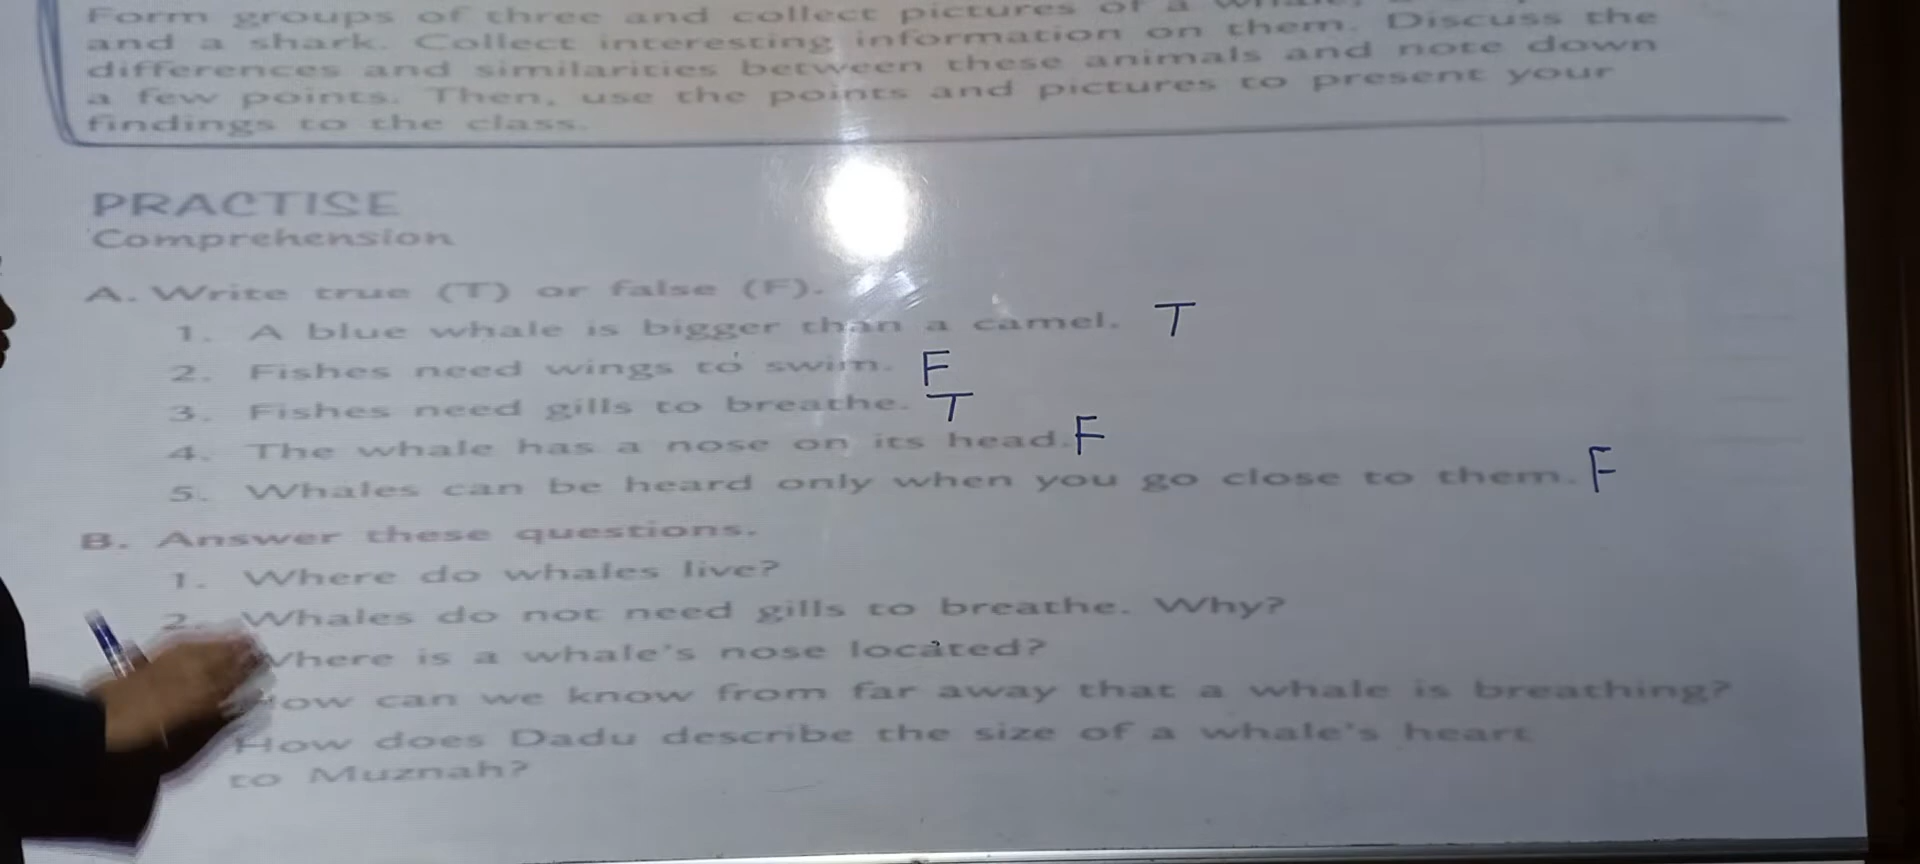 Form groups of three and collect pictures of a
and a shark. Collect interesting information on them. Discuss the
differences and similarities between these animals and note down
a few points. Then, use the points and pictures to present your
findings to the class.
PRACTISE
Comprehension
A. Write true (T) or false (F).
1. A blue whale is bigger than a camel. T
2. Fishes need wings to swim. F
3. Fishes need gills to breathe. T
4. The whale has a nose on its head. F
5. Whales can be heard only when you go close to them. F
B. Answer these questions.
1. Where do whales live?
2. Whales do not need gills to breathe. Why?
Where is a whale's nose located?
How can we know from far away that a whale is breathing?
How does Dadu describe the size of a whale's heart
to Muznah?